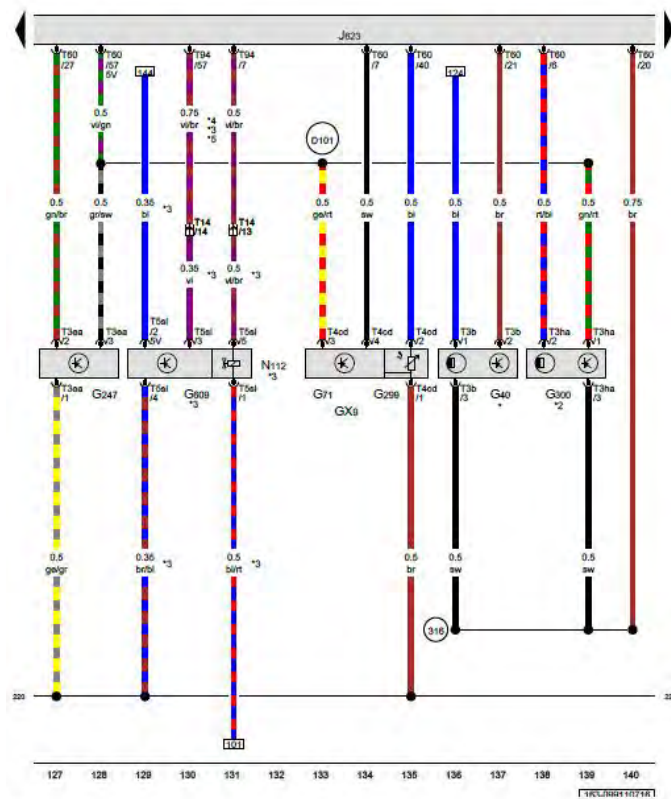 J623
T60 /27
T60 /57 5V
144
T94 /57
T94 /7
T60 /7
T60 /40
124
T60 /21
T60 /6
T60 /20
0.5 vi/gn
0.75 vi/br
*4 *3 *5
0.5 vi/br
D101
0.5 gn/br
0.5 gr/sw
0.35 bl
*3
T14 /14
T14 /13
0.5 ge/rt
0.5 sw
0.5 bl
0.5 bl
0.5 br
0.5 rt/bl
0.5 gn/rt
0.75 br
0.35 vi
*3
0.5 vi/br
*3
T3ea /2
T3ea /3
T5sl /2 5V
T5sl /3
T5sl /5
T4cd /3
T4cd /4
T4cd /2
T3b /1
T3b /2
T3ha /2
T3ha /1
N112 *3
T3ea /1
G247
T5sl /4
G609 *3
T5sl /1
G71
GX9
G299
T4cd /1
T3b /3
G40 *
G300 *2
T3ha /3
0.5 ge/gr
0.35 br/bl
*3
0.5 bl/rt
*3
0.5 br
0.5 sw
0.5 sw
316
220
101
127 128 129 130 131 132 133 134 135 136 137 138 139 140
153-099110716